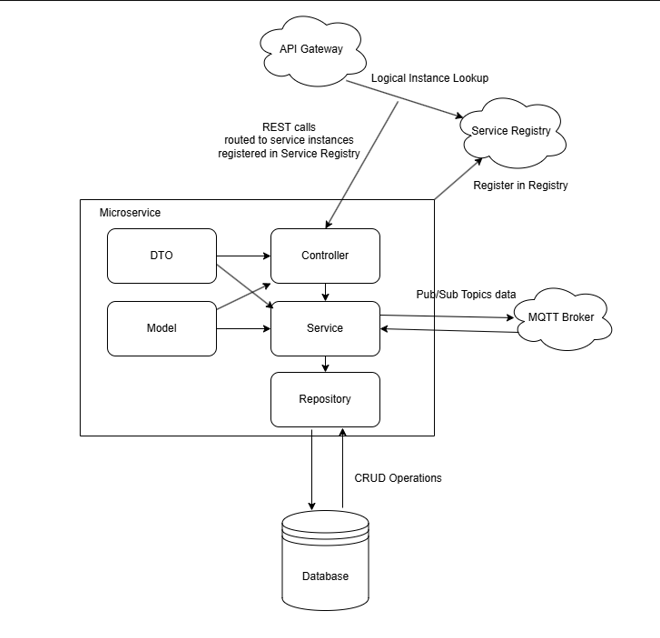 API Gateway
Logical Instance Lookup
REST calls
routed to service instances
registered in Service Registry
Service Registry
Register in Registry
Microservice
DTO
Controller
Model
Service
Pub/Sub Topics data
MQTT Broker
Repository
CRUD Operations
Database